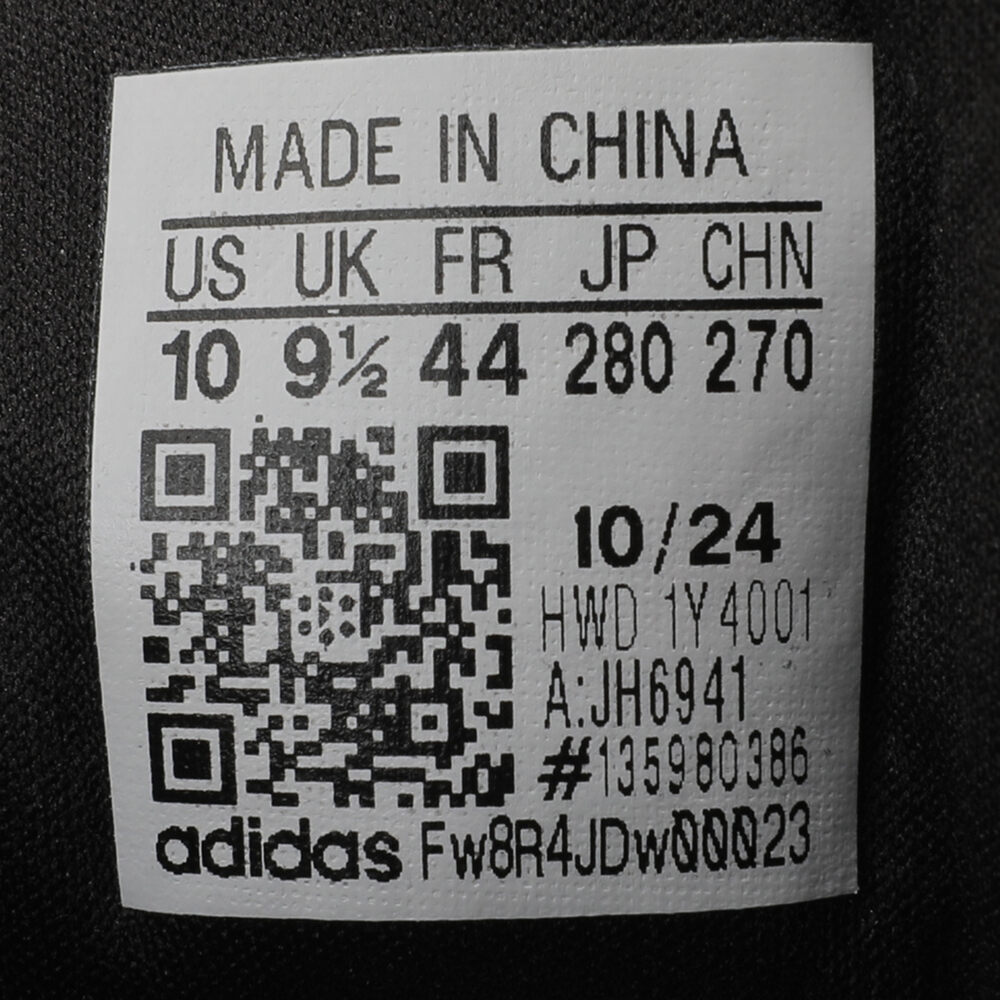 MADE IN CHINA
US UK FR JP CHN
10 9½ 44 280 270
10/24
HWD 1Y4001
A:JH6941
#135980386
adidas Fw8R4JDw00023